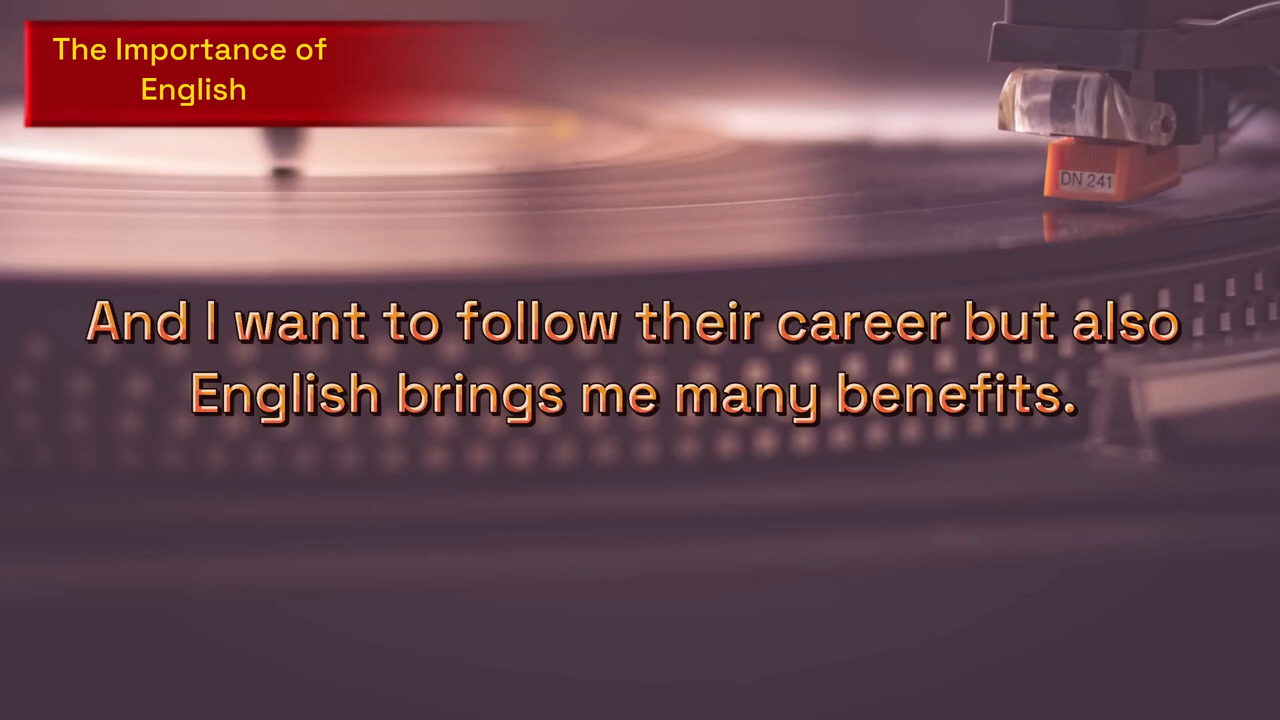 The Importance of
English
DN 241
And I want to follow their career but also
English brings me many benefits.